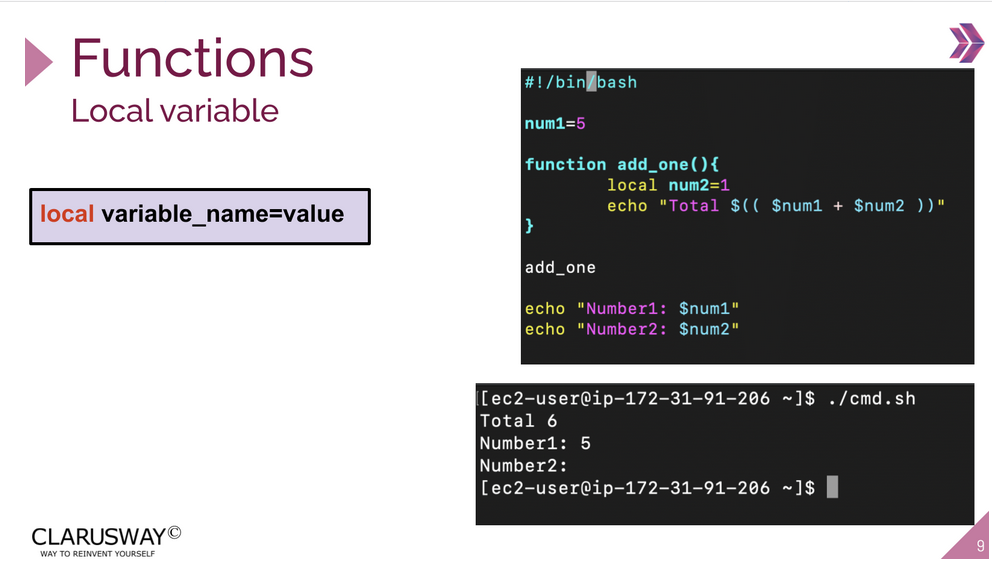 Functions
Local variable
local variable_name=value
#!/bin/bash
num1=5
function add_one(){
        local num2=1
        echo "Total $(( $num1 + $num2 ))"
}
add_one
echo "Number1: $num1"
echo "Number2: $num2"
[ec2-user@ip-172-31-91-206 ~]$ ./cmd.sh
Total 6
Number1: 5
Number2:
[ec2-user@ip-172-31-91-206 ~]$
CLARUSWAY©
WAY TO REINVENT YOURSELF
9